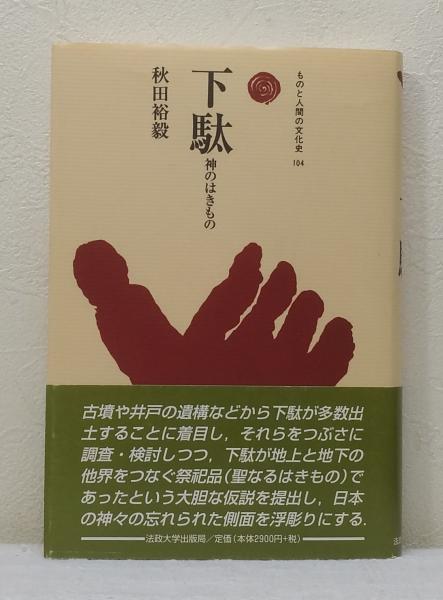 ものと人間の文化史 104
下駄
神のはきもの
秋田裕毅
古墳や井戸の遺構などから下駄が多数出
土することに着目し，それらをつぶさに
調査・検討しつつ，下駄が地上と地下の
他界をつなぐ祭祀品（聖なるはきもの）で
あったという大胆な仮説を提出し，日本
の神々の忘れられた側面を浮彫りにする．
法政大学出版局／定価（本体2900円+税）